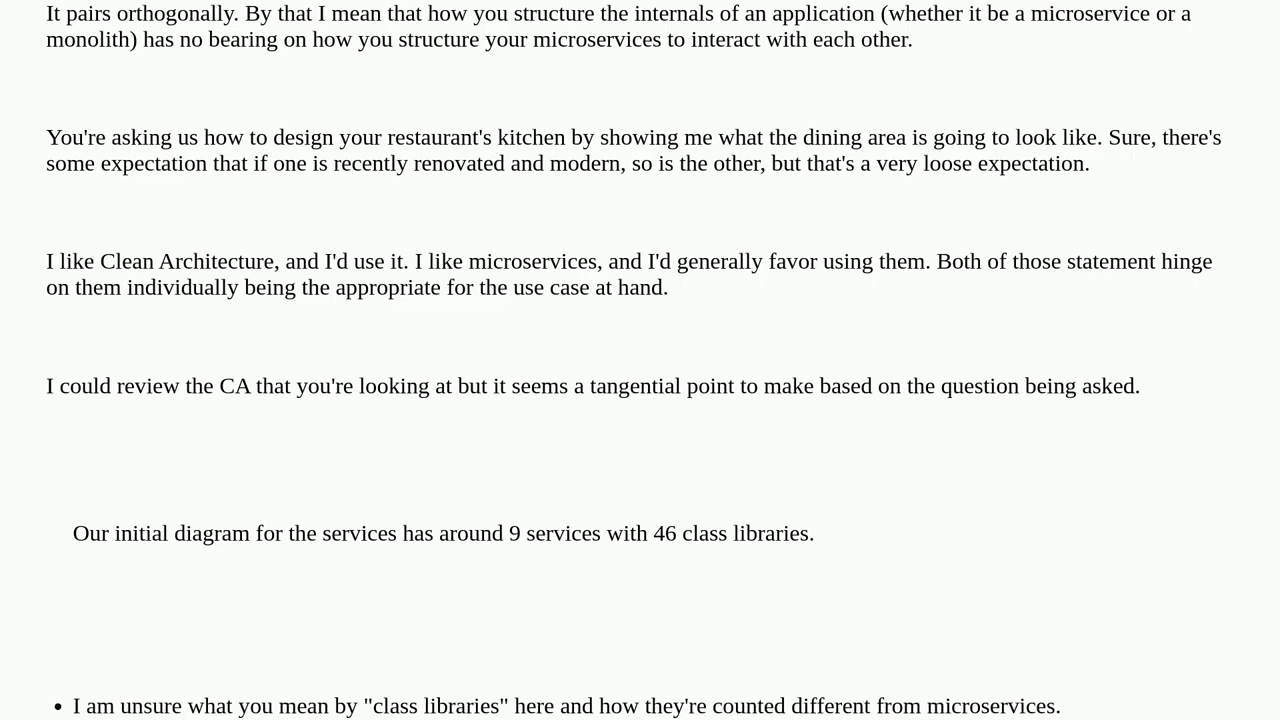 It pairs orthogonally. By that I mean that how you structure the internals of an application (whether it be a microservice or a
monolith) has no bearing on how you structure your microservices to interact with each other.
You're asking us how to design your restaurant's kitchen by showing me what the dining area is going to look like. Sure, there's
some expectation that if one is recently renovated and modern, so is the other, but that's a very loose expectation.
I like Clean Architecture, and I'd use it. I like microservices, and I'd generally favor using them. Both of those statement hinge
on them individually being the appropriate for the use case at hand.
I could review the CA that you're looking at but it seems a tangential point to make based on the question being asked.
Our initial diagram for the services has around 9 services with 46 class libraries.
• I am unsure what you mean by "class libraries" here and how they're counted different from microservices.